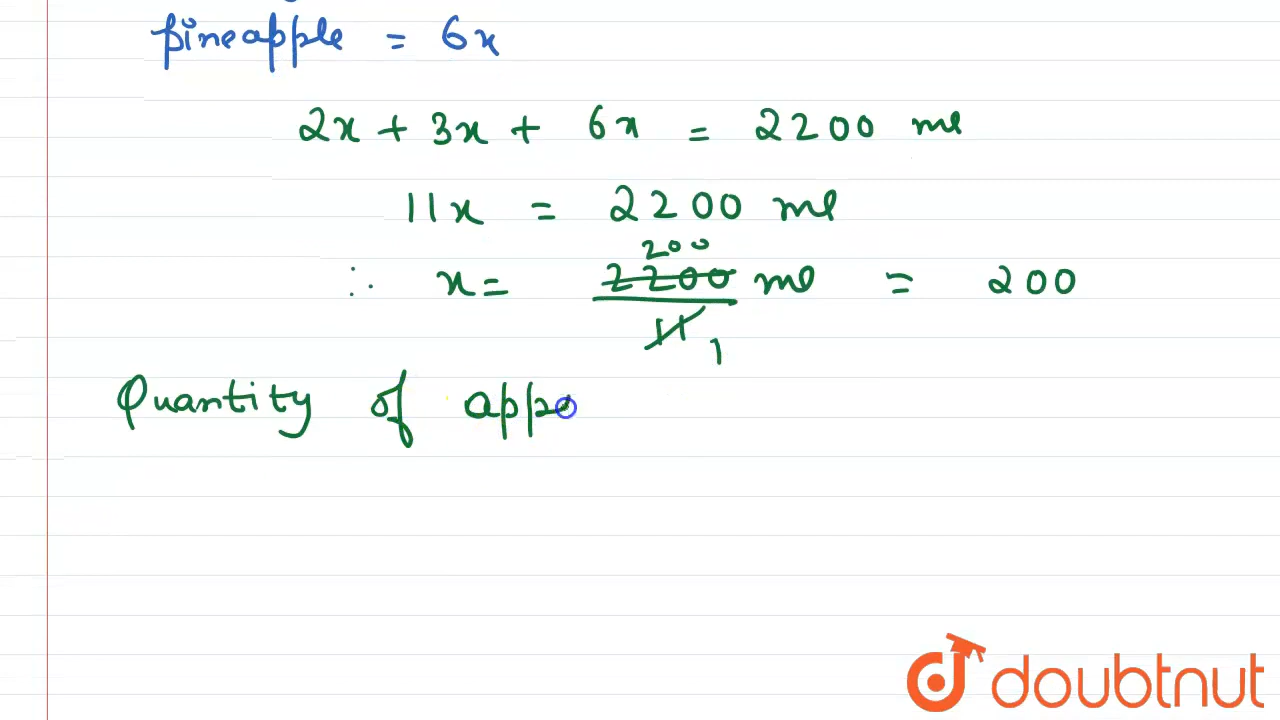 pineapple = 6x
2x + 3x + 6x = 2200 ml
11x = 2200 ml
200
∴ x = 2200 ml = 200
11 1
Quantity of app
doubtnut